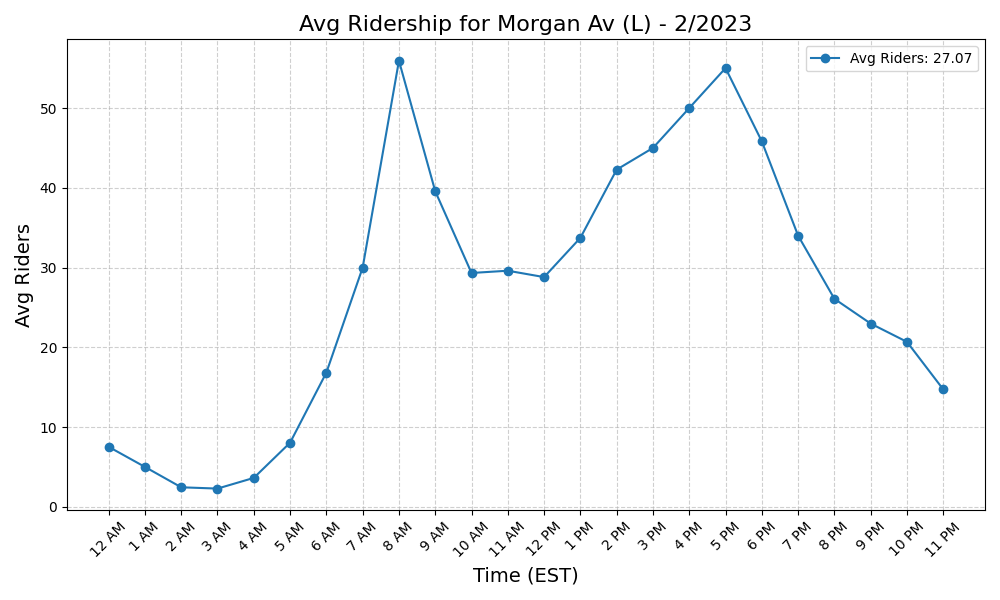 Avg Ridership for Morgan Av (L) - 2/2023
Avg Riders: 27.07
Avg Riders
50
40
30
20
10
0
12 AM
1 AM
2 AM
3 AM
4 AM
5 AM
6 AM
7 AM
8 AM
9 AM
10 AM
11 AM
12 PM
1 PM
2 PM
3 PM
4 PM
5 PM
6 PM
7 PM
8 PM
9 PM
10 PM
11 PM
Time (EST)